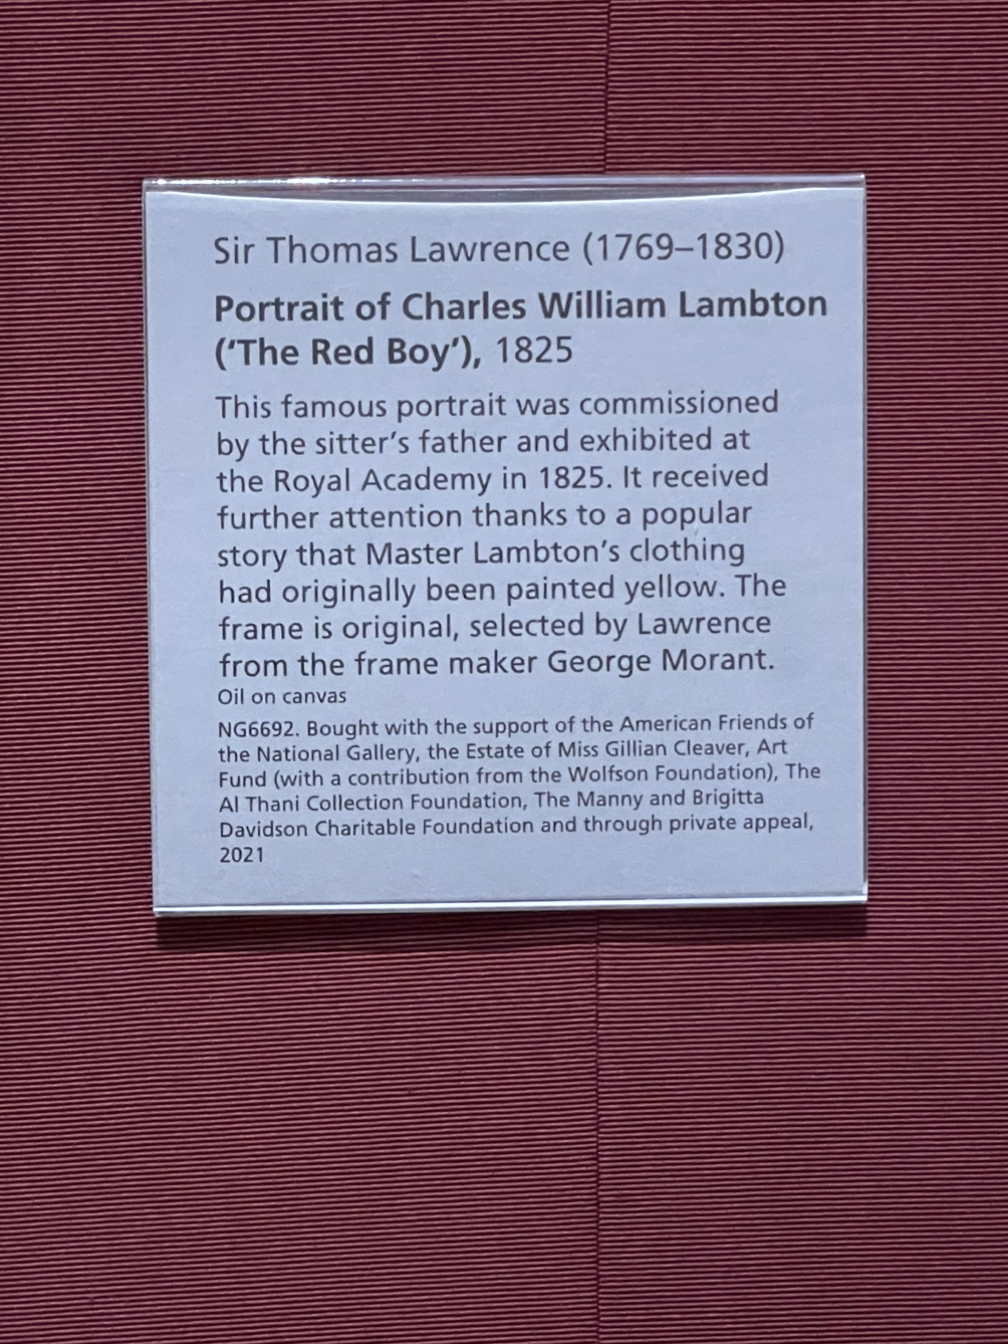 Sir Thomas Lawrence (1769–1830)
Portrait of Charles William Lambton
(‘The Red Boy’), 1825
This famous portrait was commissioned
by the sitter’s father and exhibited at
the Royal Academy in 1825. It received
further attention thanks to a popular
story that Master Lambton’s clothing
had originally been painted yellow. The
frame is original, selected by Lawrence
from the frame maker George Morant.
Oil on canvas
NG6692. Bought with the support of the American Friends of
the National Gallery, the Estate of Miss Gillian Cleaver, Art
Fund (with a contribution from the Wolfson Foundation), The
Al Thani Collection Foundation, The Manny and Brigitta
Davidson Charitable Foundation and through private appeal,
2021